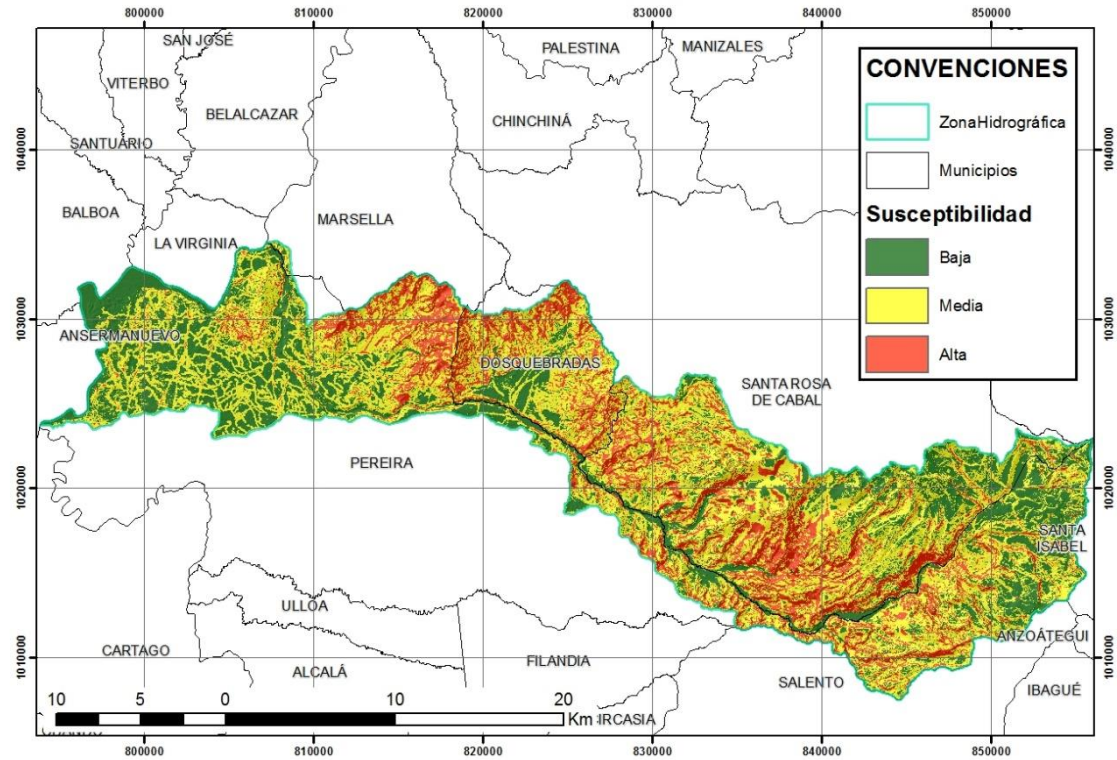 800000 810000 820000 830000 840000 850000
SAN JOSÉ
PALESTINA
MANIZALES
CONVENCIONES
VITERBO
BELALCAZAR
CHINCHINÁ
ZonaHidrográfica
SANTUARIO
1040000
1040000
Municipios
BALBOA
MARSELLA
Susceptibilidad
LA VIRGINIA
Baja
Media
1030000
1030000
ANSERMANUEVO
Alta
DOSQUEBRADAS
SANTA ROSA
DE CABAL
PEREIRA
1020000
1020000
SANTA
ISABEL
ULLOA
ANZOÁTEGUI
CARTAGO
FILANDIA
1010000
1010000
ALCALÁ
SALENTO
IBAGUÉ
10 5 0 10 20
Km
IRCASIA
800000 810000 820000 830000 840000 850000